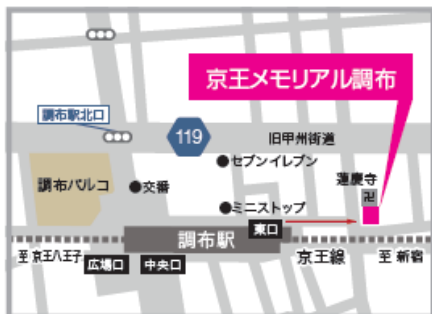 京王メモリアル調布
調布駅北口
119
旧甲州街道
セブンイレブン
蓮慶寺
卍
調布パルコ
交番
ミニストップ
東口
調布駅
京王線
至 京王八王子
至 新宿
広場口
中央口